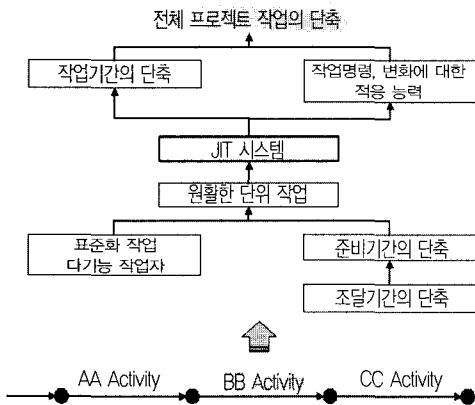 전체 프로젝트 작업의 단축
작업기간의 단축
작업명령, 변화에 대한
적응 능력
JIT 시스템
원활한 단위 작업
표준화 작업
다기능 작업자
준비기간의 단축
조달기간의 단축
AA Activity
BB Activity
CC Activity